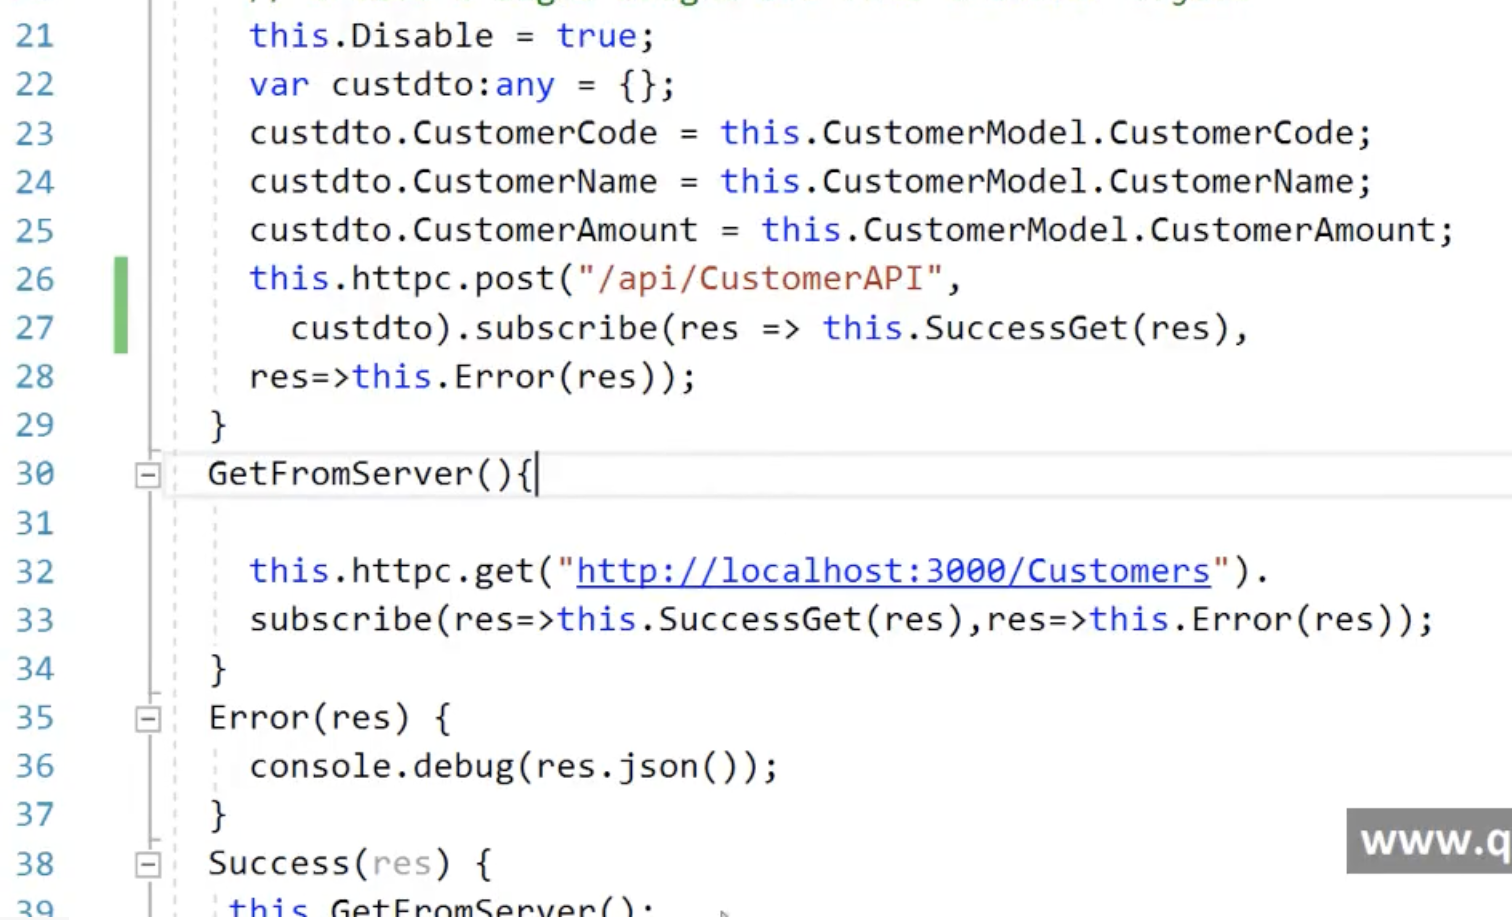 21 this.Disable = true;
22 var custdto:any = {};
23 custdto.CustomerCode = this.CustomerModel.CustomerCode;
24 custdto.CustomerName = this.CustomerModel.CustomerName;
25 custdto.CustomerAmount = this.CustomerModel.CustomerAmount;
26 this.httpc.post("/api/CustomerAPI",
27 custdto).subscribe(res => this.SuccessGet(res),
28 res=>this.Error(res));
29 }
30 GetFromServer(){
31
32 this.httpc.get("http://localhost:3000/Customers").
33 subscribe(res=>this.SuccessGet(res),res=>this.Error(res));
34 }
35 Error(res) {
36 console.debug(res.json());
37 }
38 Success(res) {
39 this.GetFromServer();
www.q